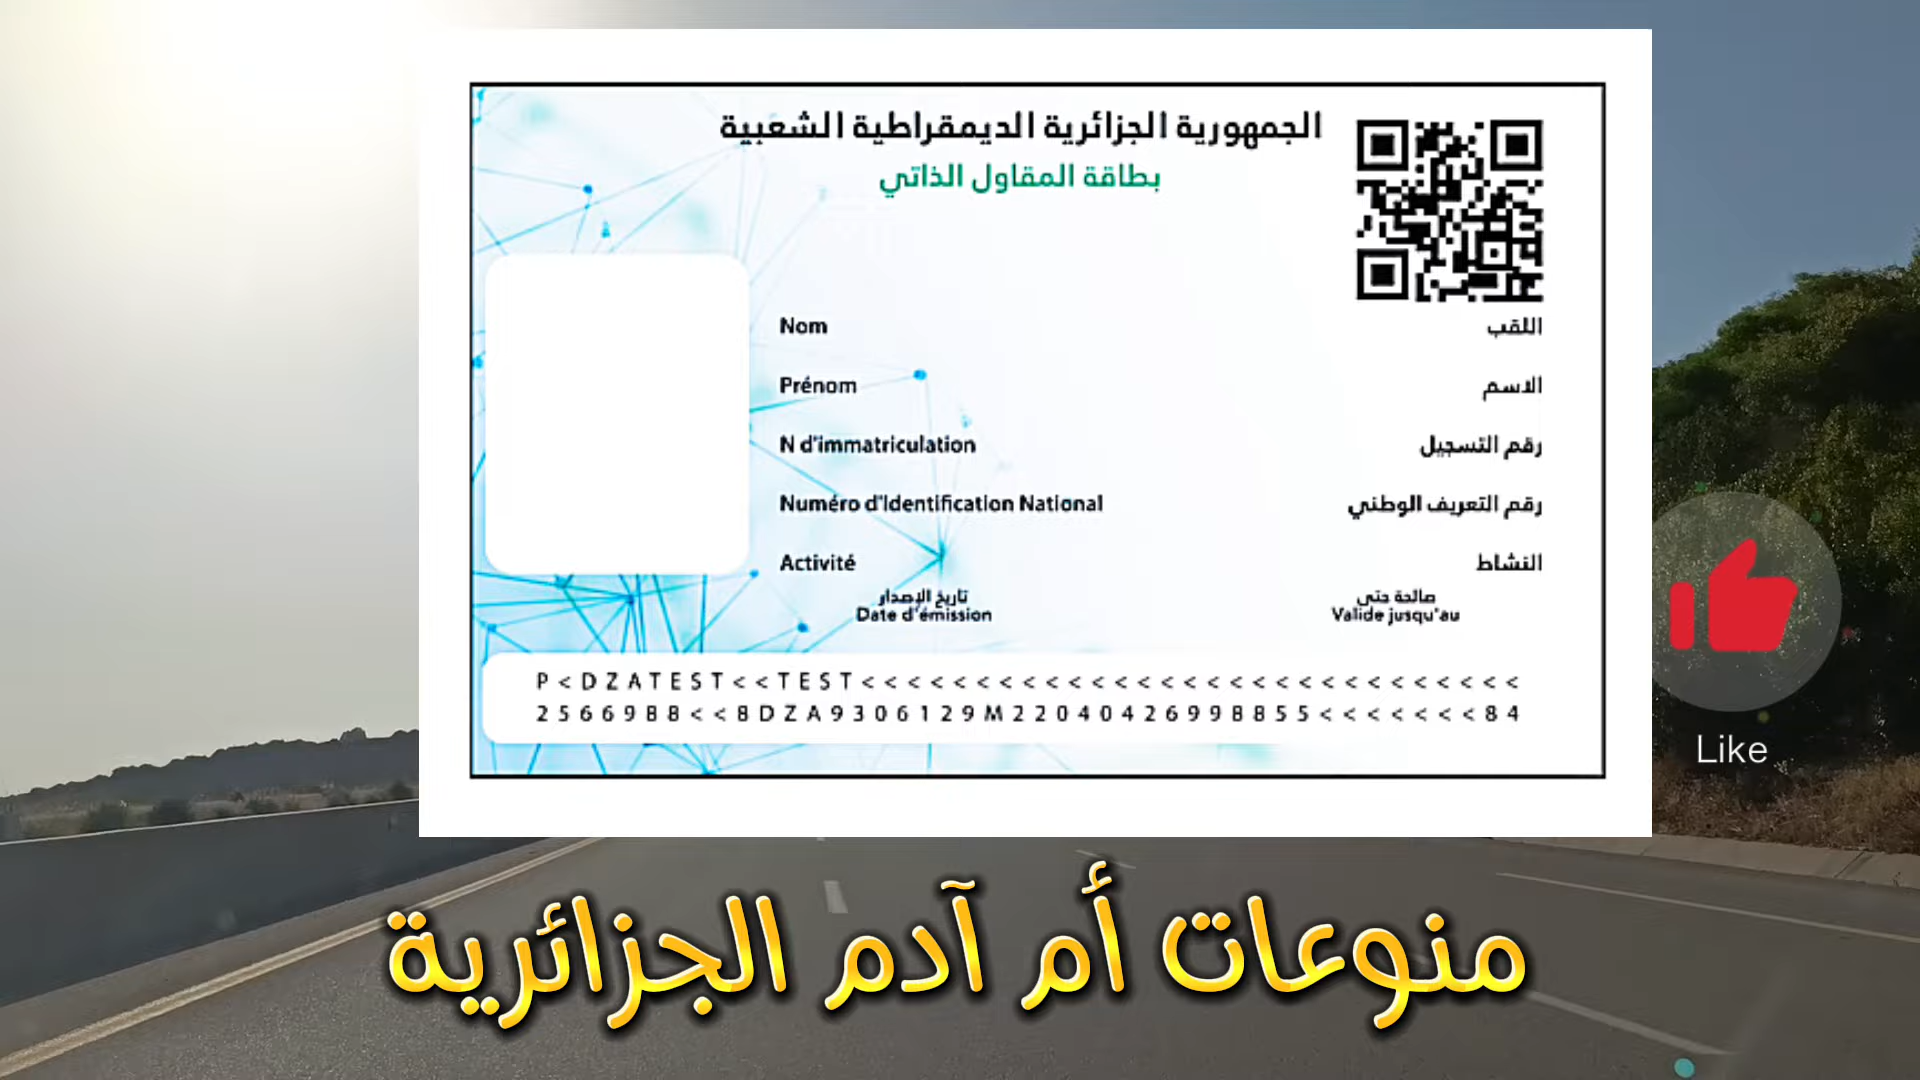 الجمهورية الجزائرية الديمقراطية الشعبية
بطاقة المقاول الذاتي
Nom اللقب
Prénom الاسم
N d'immatriculation رقم التسجيل
Numéro d'Identification National رقم التعريف الوطني
Activité النشاط
تاريخ الإصدار صالحة حتى
Date d'émission Valide jusqu'au
P<DZATEST<<TEST<<<<<<<<<<<<<<<<<<<<<<<<<<<<<
2566988<<8DZA9306129M22040426998855<<<<<<<84
Like
منوعات أم آدم الجزائرية